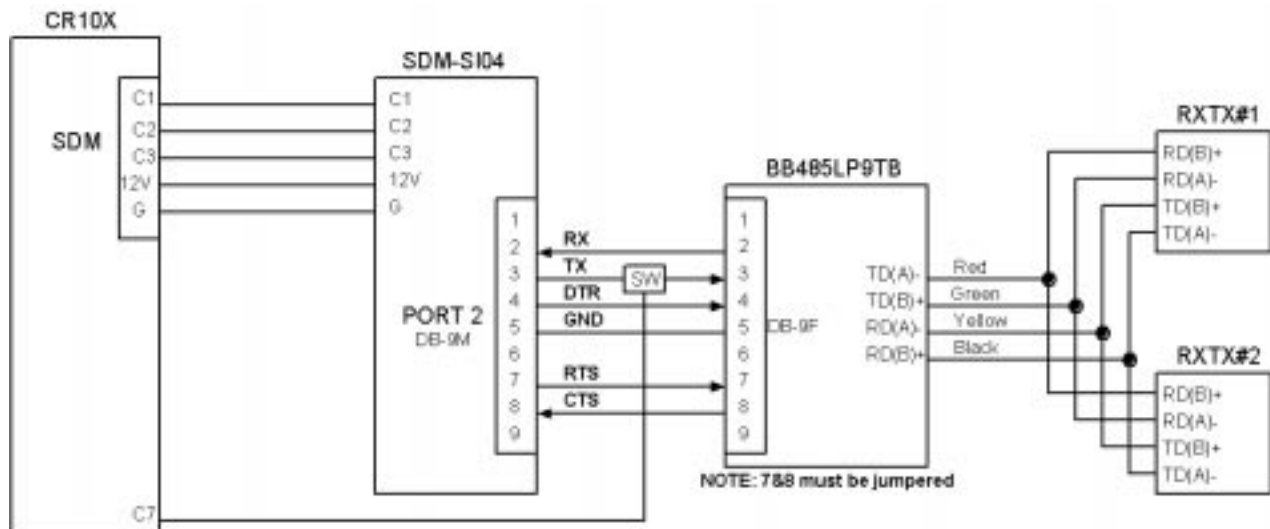 CR10X
SDM
C1
C2
C3
12V
G
C7
SDM-SI04
C1
C2
C3
12V
G
PORT 2
DB-9M
1
2
3
4
5
6
7
8
9
RX
TX
SW
DTR
GND
RTS
CTS
BB485LP9TB
1
2
3
4
5
6
7
8
9
DB-9F
TD(A)-
TD(B)+
RD(A)-
RD(B)+
NOTE: 7&8 must be jumpered
Red
Green
Yellow
Black
RXTX#1
RD(B)+
RD(A)-
TD(B)+
TD(A)-
RXTX#2
RD(B)+
RD(A)-
TD(B)+
TD(A)-